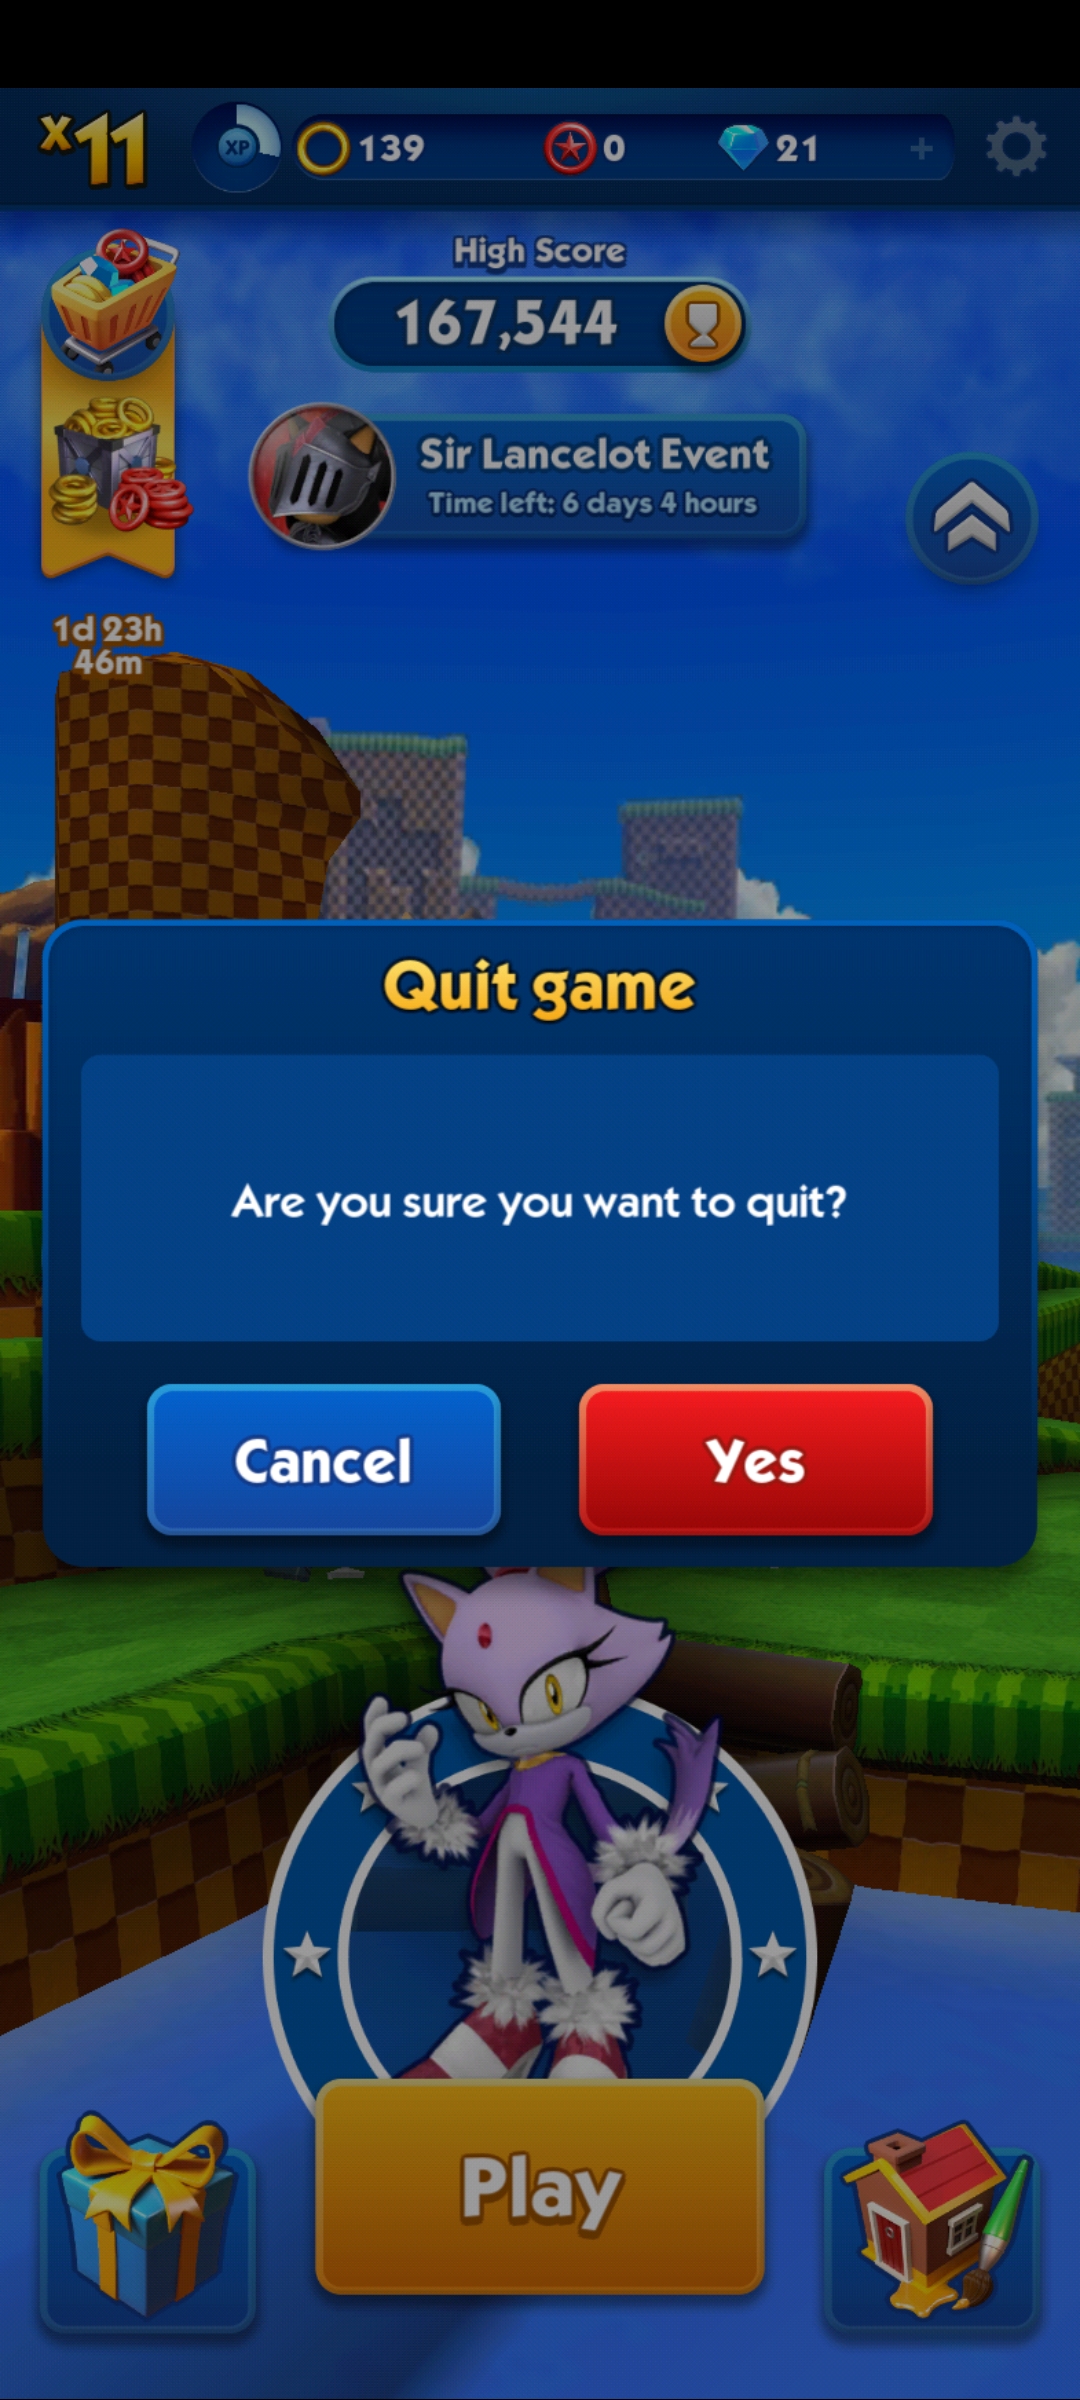 x11
XP
139
0
21
+
High Score
167,544
Sir Lancelot Event
Time left: 6 days 4 hours
1d 23h
46m
Quit game
Are you sure you want to quit?
Cancel
Yes
Play